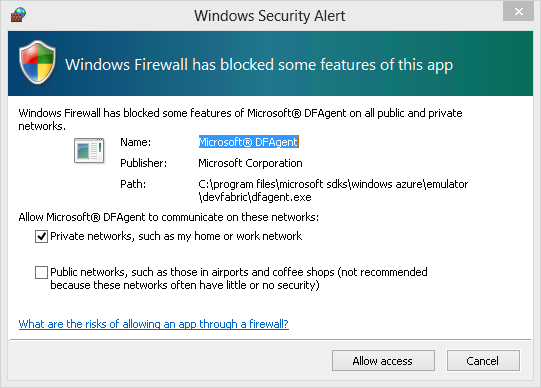 Windows Security Alert
Windows Firewall has blocked some features of this app
Windows Firewall has blocked some features of Microsoft® DFAgent on all public and private
networks.
Name: Microsoft® DFAgent
Publisher: Microsoft Corporation
Path: C:\program files\microsoft sdks\windows azure\emulator
\devfabric\dfagent.exe
Allow Microsoft® DFAgent to communicate on these networks:
Private networks, such as my home or work network
Public networks, such as those in airports and coffee shops (not recommended
because these networks often have little or no security)
What are the risks of allowing an app through a firewall?
Allow access Cancel